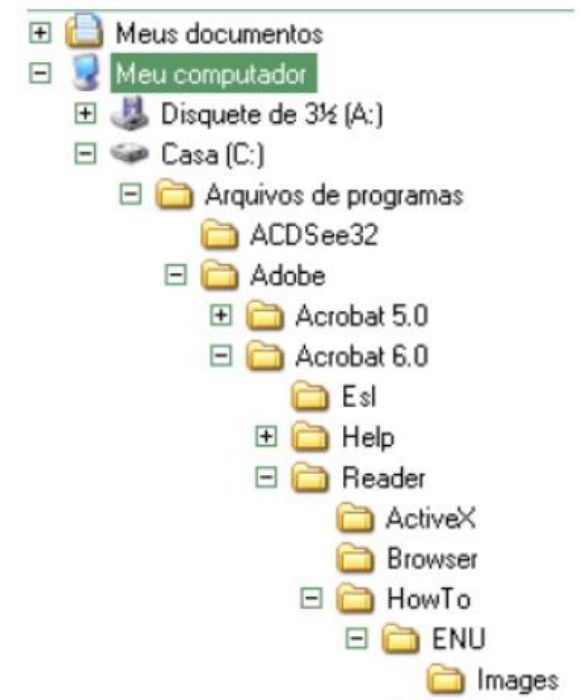 Meus documentos
Meu computador
Disquete de 3½ (A:)
Casa (C:)
Arquivos de programas
ACDSee32
Adobe
Acrobat 5.0
Acrobat 6.0
Esl
Help
Reader
ActiveX
Browser
HowTo
ENU
Images